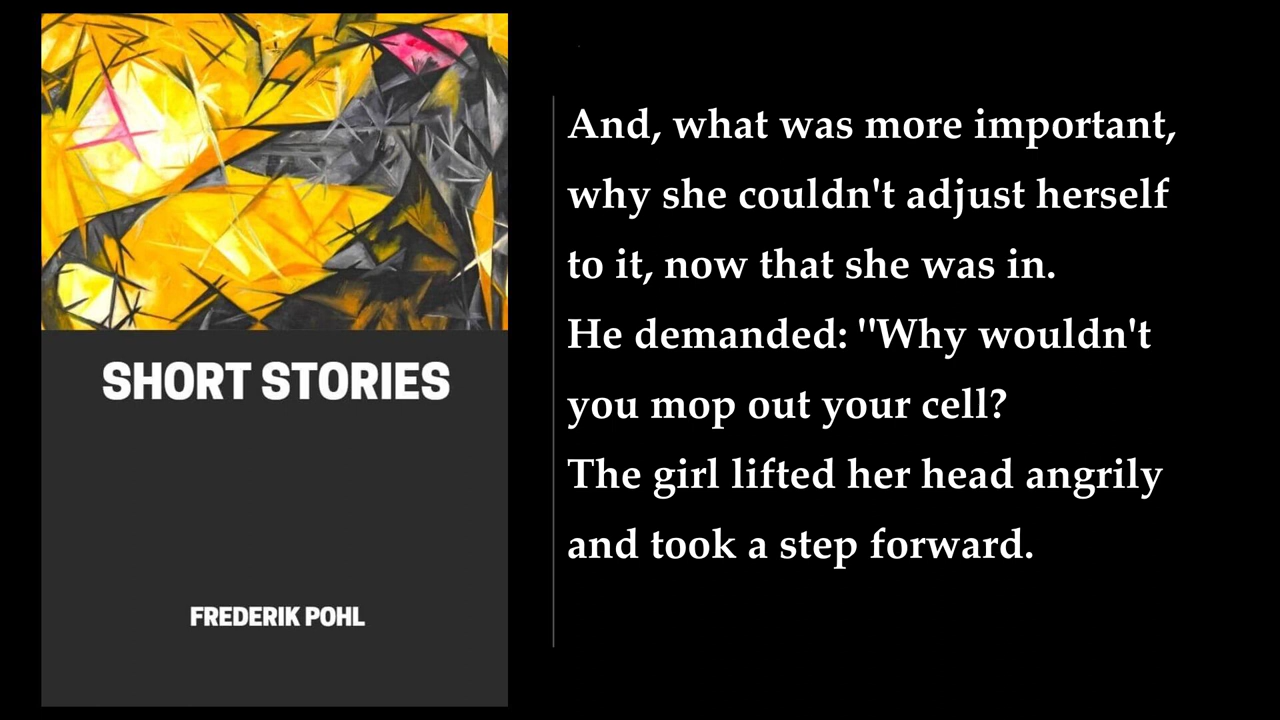 SHORT STORIES
FREDERIK POHL
And, what was more important,
why she couldn't adjust herself
to it, now that she was in.
He demanded: "Why wouldn't
you mop out your cell?
The girl lifted her head angrily
and took a step forward.